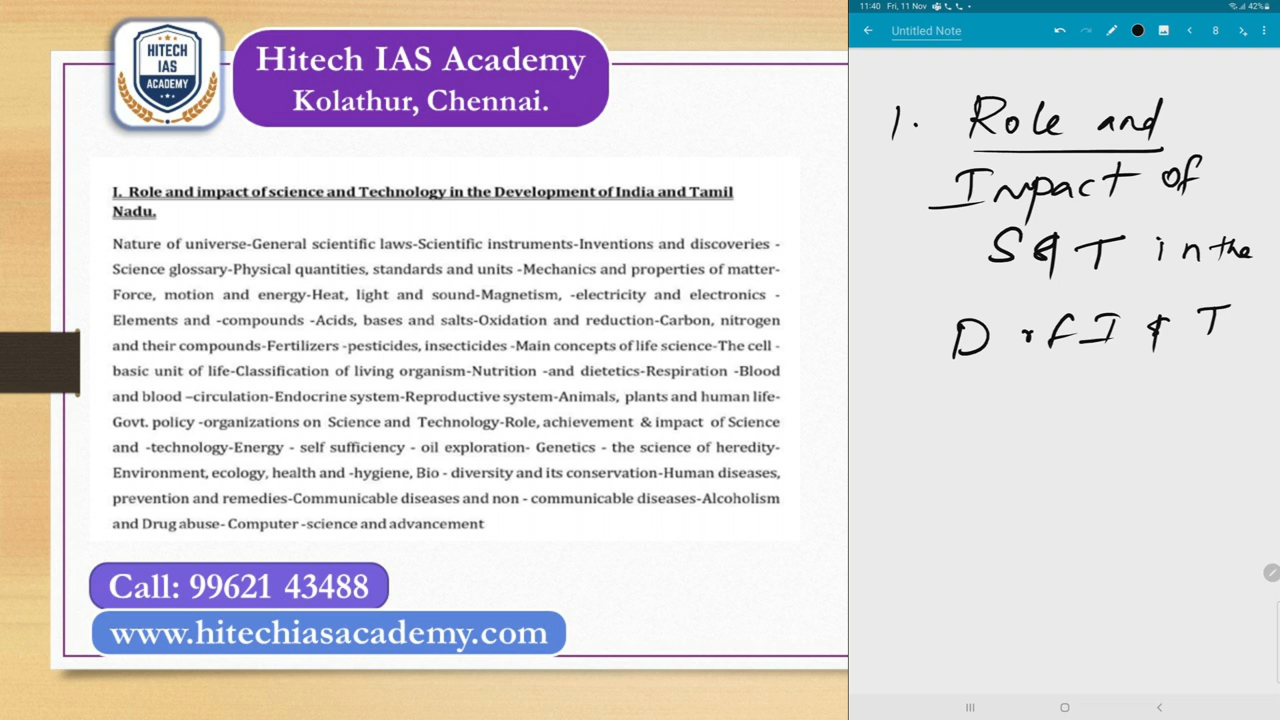 HITECH
IAS
ACADEMY
Hitech IAS Academy
Kolathur, Chennai.
I. Role and impact of science and Technology in the Development of India and Tamil
Nadu.
Nature of universe-General scientific laws-Scientific instruments-Inventions and discoveries -
Science glossary-Physical quantities, standards and units -Mechanics and properties of matter-
Force, motion and energy-Heat, light and sound-Magnetism, -electricity and electronics -
Elements and -compounds -Acids, bases and salts-Oxidation and reduction-Carbon, nitrogen
and their compounds-Fertilizers -pesticides, insecticides -Main concepts of life science-The cell -
basic unit of life-Classification of living organism-Nutrition -and dietetics-Respiration -Blood
and blood –circulation-Endocrine system-Reproductive system-Animals, plants and human life-
Govt. policy -organizations on Science and Technology-Role, achievement & impact of Science
and -technology-Energy - self sufficiency - oil exploration- Genetics - the science of heredity-
Environment, ecology, health and -hygiene, Bio - diversity and its conservation-Human diseases,
prevention and remedies-Communicable diseases and non - communicable diseases-Alcoholism
and Drug abuse- Computer -science and advancement
Call: 99621 43488
www.hitechiasacademy.com
11:40 Fri, 11 Nov
42%
Untitled Note
8
1. Role and
Impact of
S & T in the
D of I & T